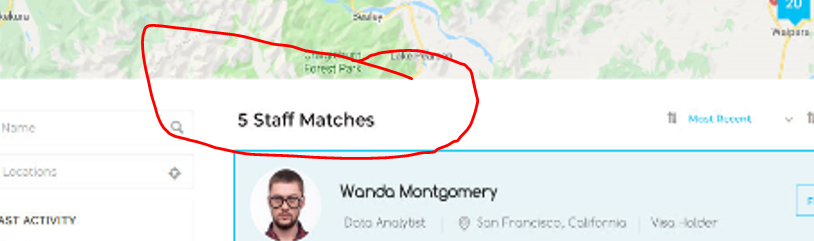 20
Forest Park
5 Staff Matches
Most Recent
Name
Locations
AST ACTIVITY
Wanda Montgomery
Data Analyst
San Francisco, California
Visa Holder